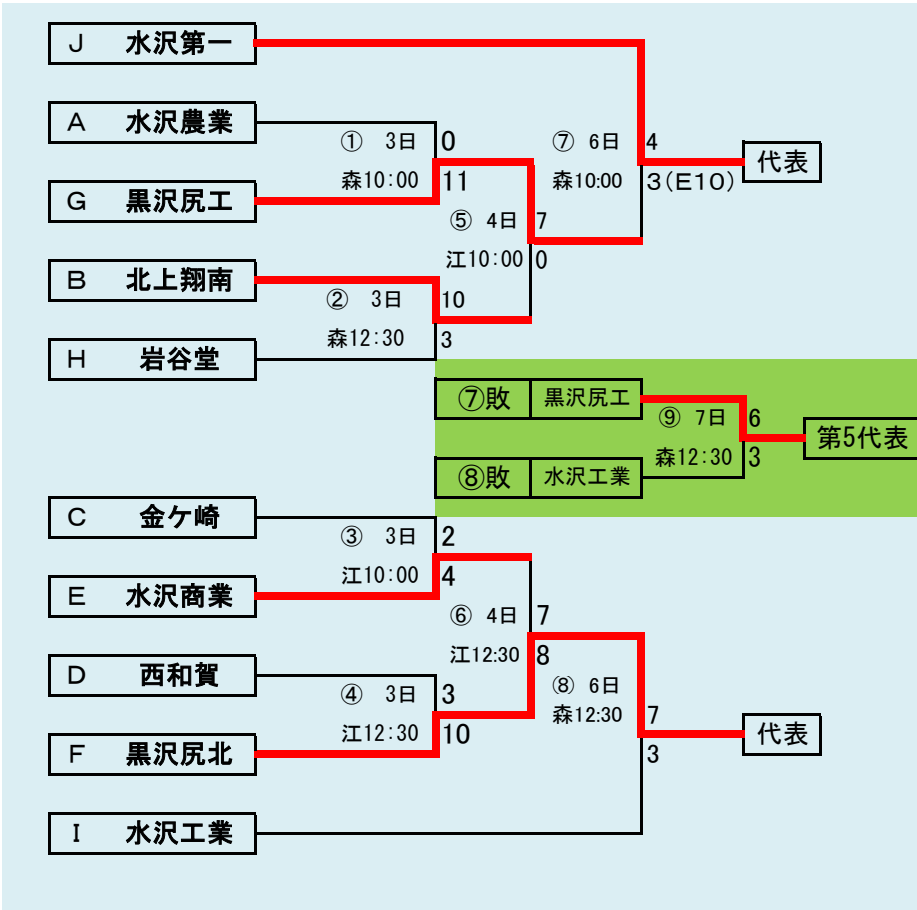 J 水沢第一
A 水沢農業
① 3日 0
⑦ 6日 4
代表
森10:00 11
森10:00 3(E10)
G 黒沢尻工
⑤ 4日 7
江10:00 0
B 北上翔南
② 3日 10
森12:30 3
H 岩谷堂
⑦敗 黒沢尻工
⑨ 7日 6
第5代表
森12:30 3
⑧敗 水沢工業
C 金ケ崎
③ 3日 2
江10:00 4
E 水沢商業
⑥ 4日 7
江12:30 8
D 西和賀
④ 3日 3
⑧ 6日
森12:30 7
江12:30 10
代表
F 黒沢尻北
3
I 水沢工業